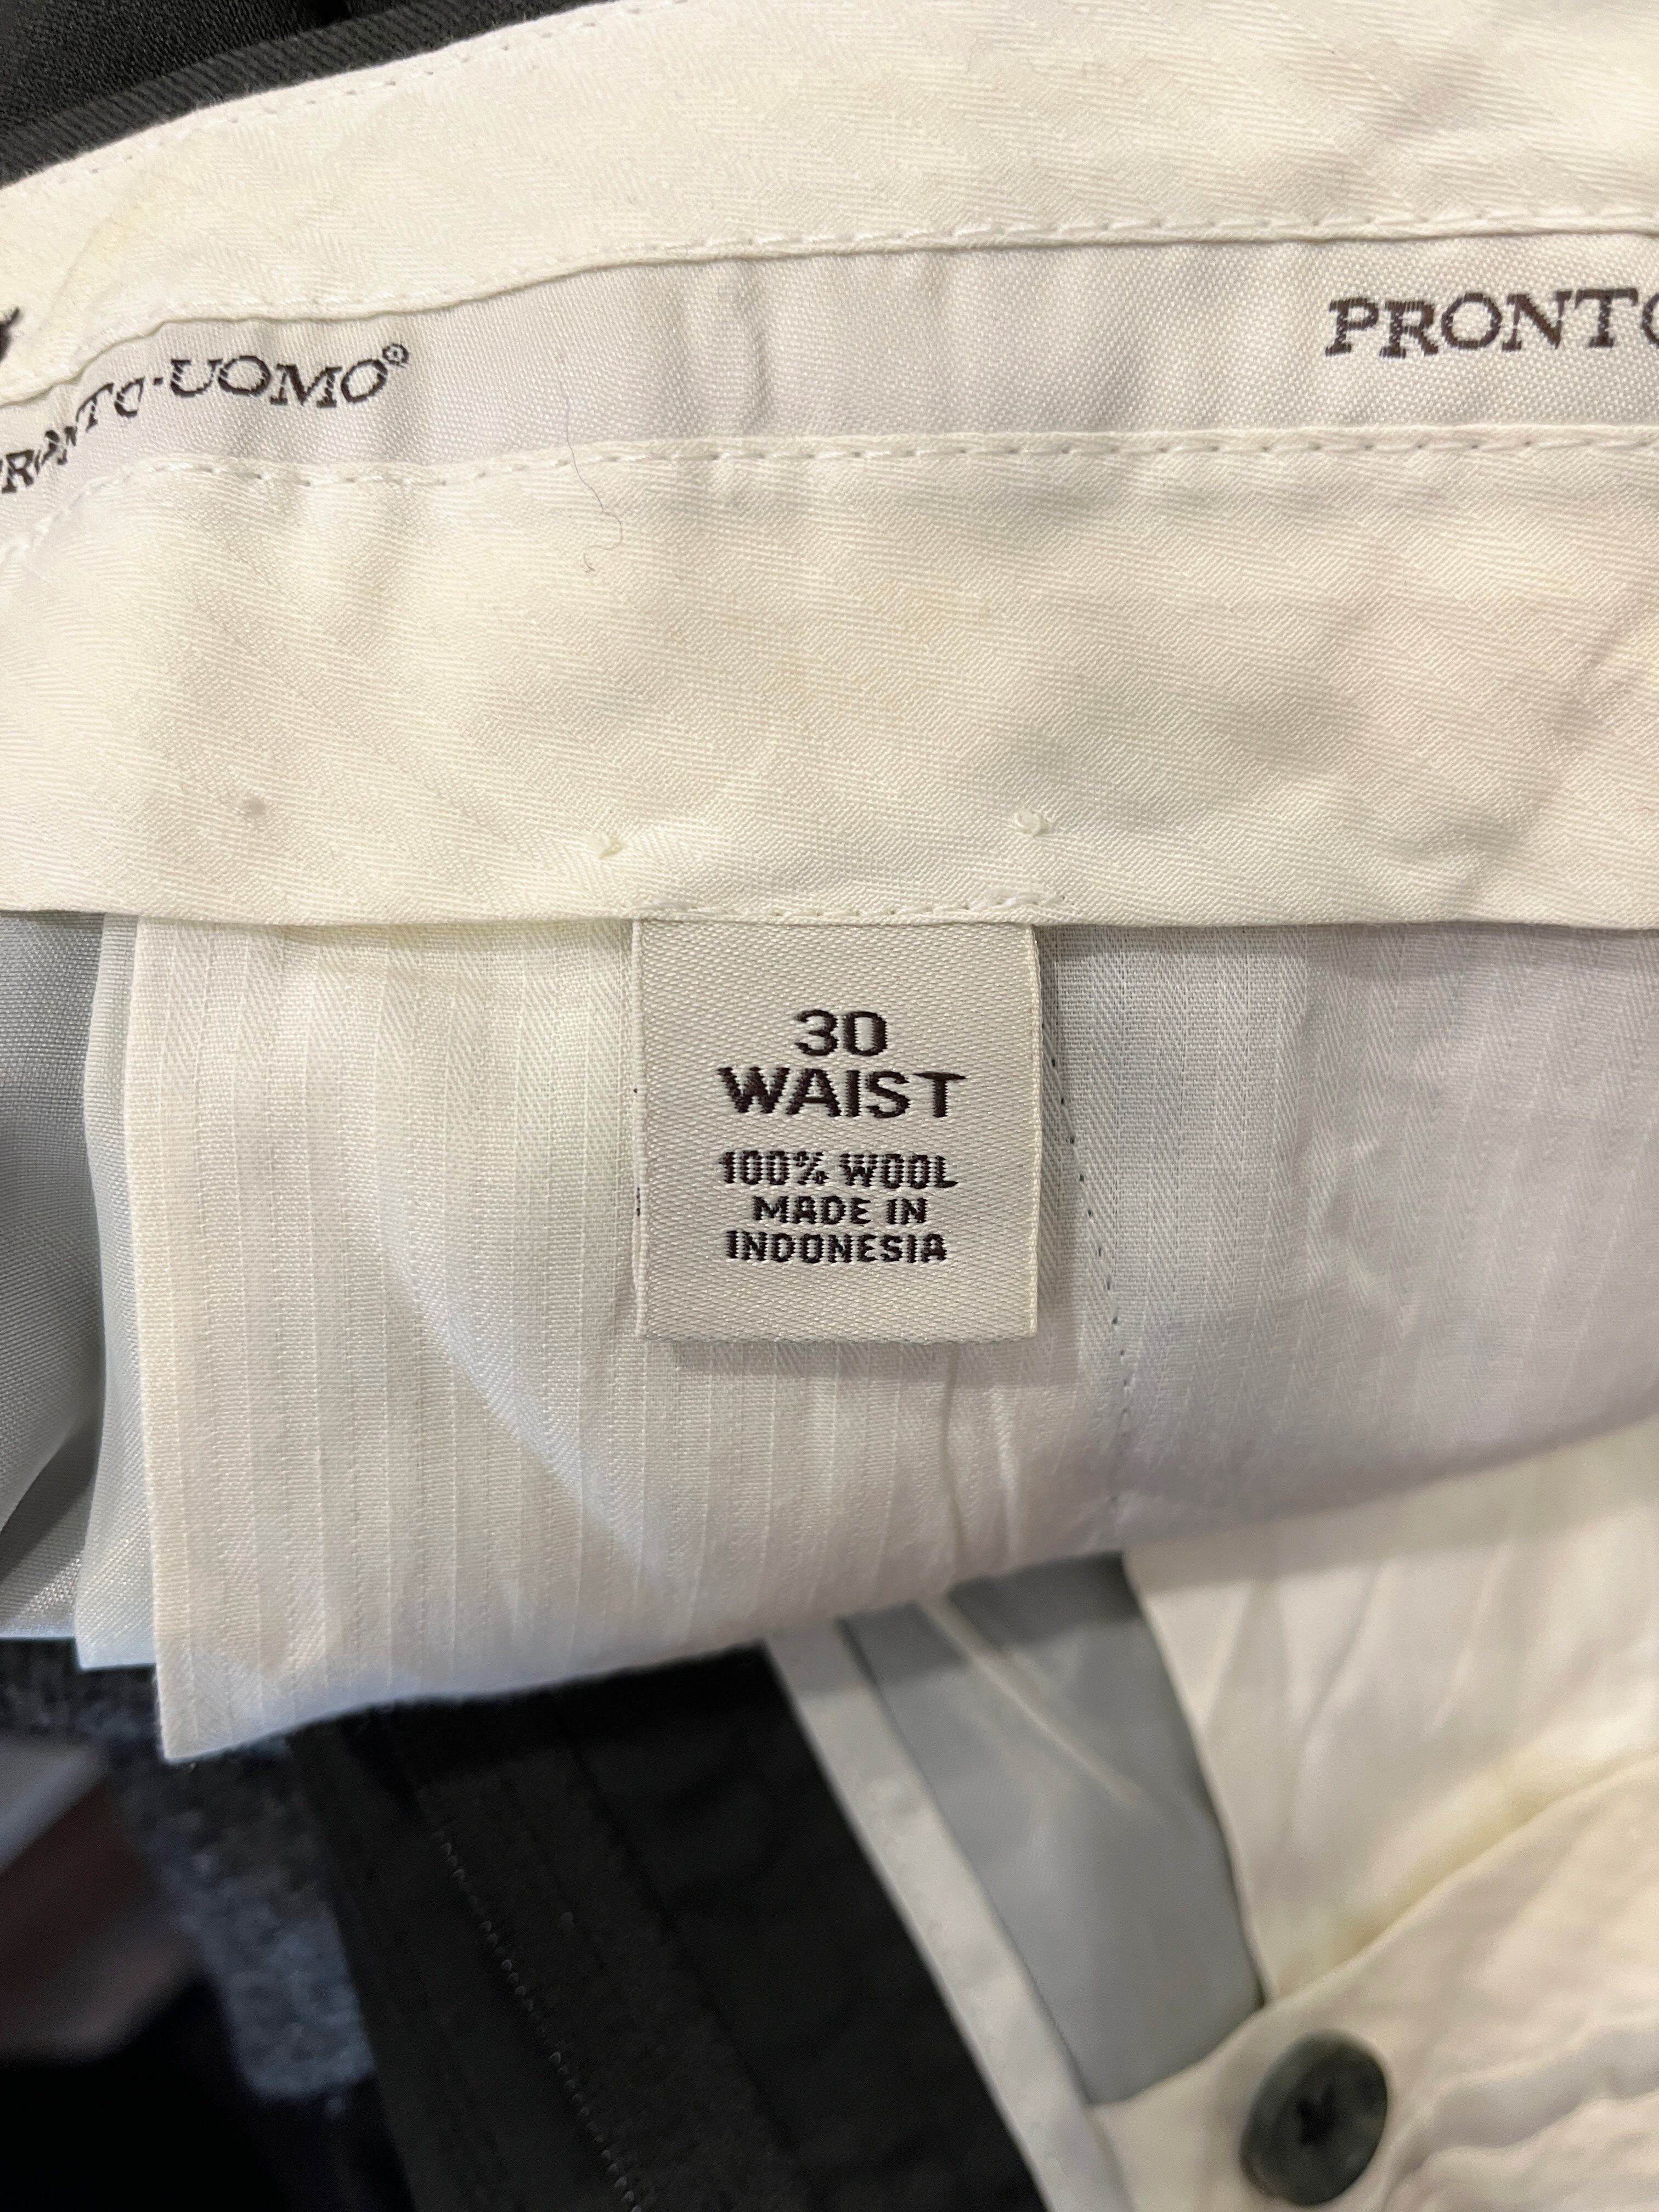 PRONTO-UOMO®
PRONTO
30
WAIST
100% WOOL
MADE IN
INDONESIA